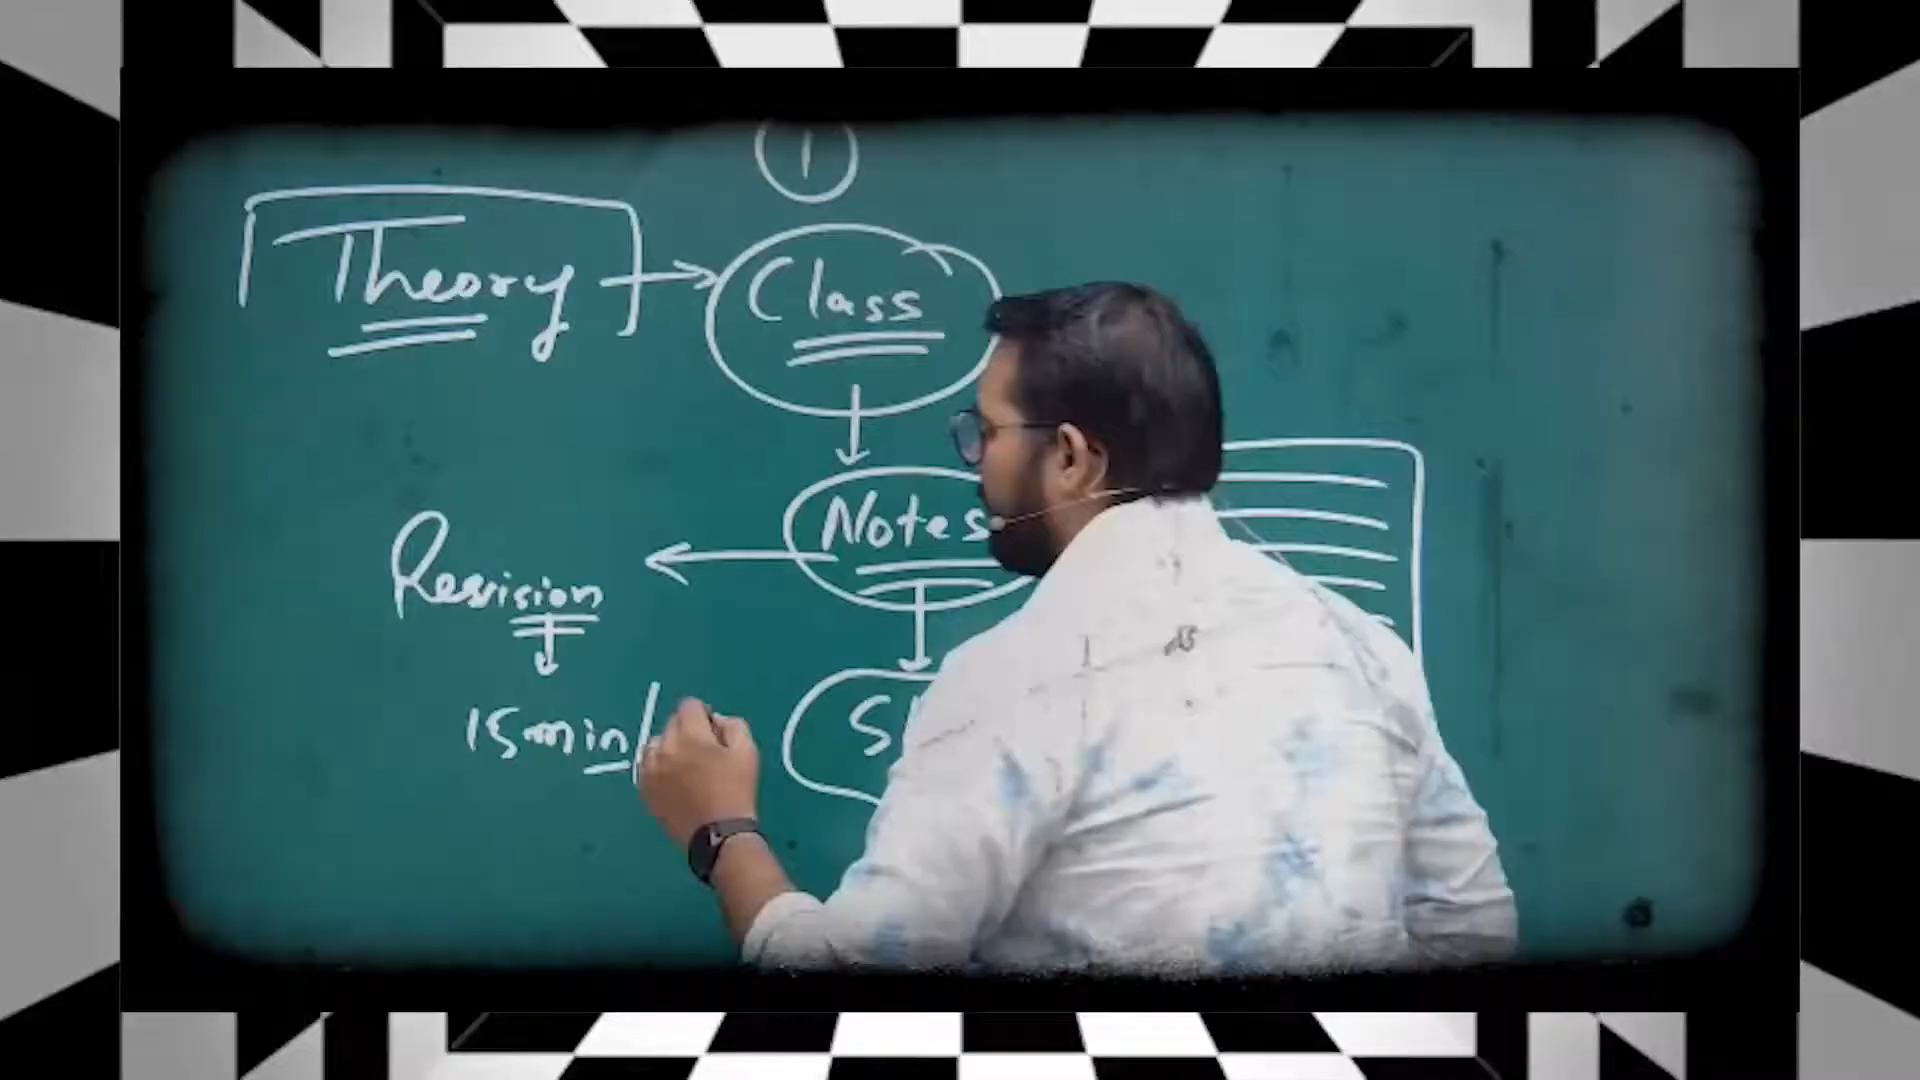 1
Theory
Class
Notes
Revision
15min/